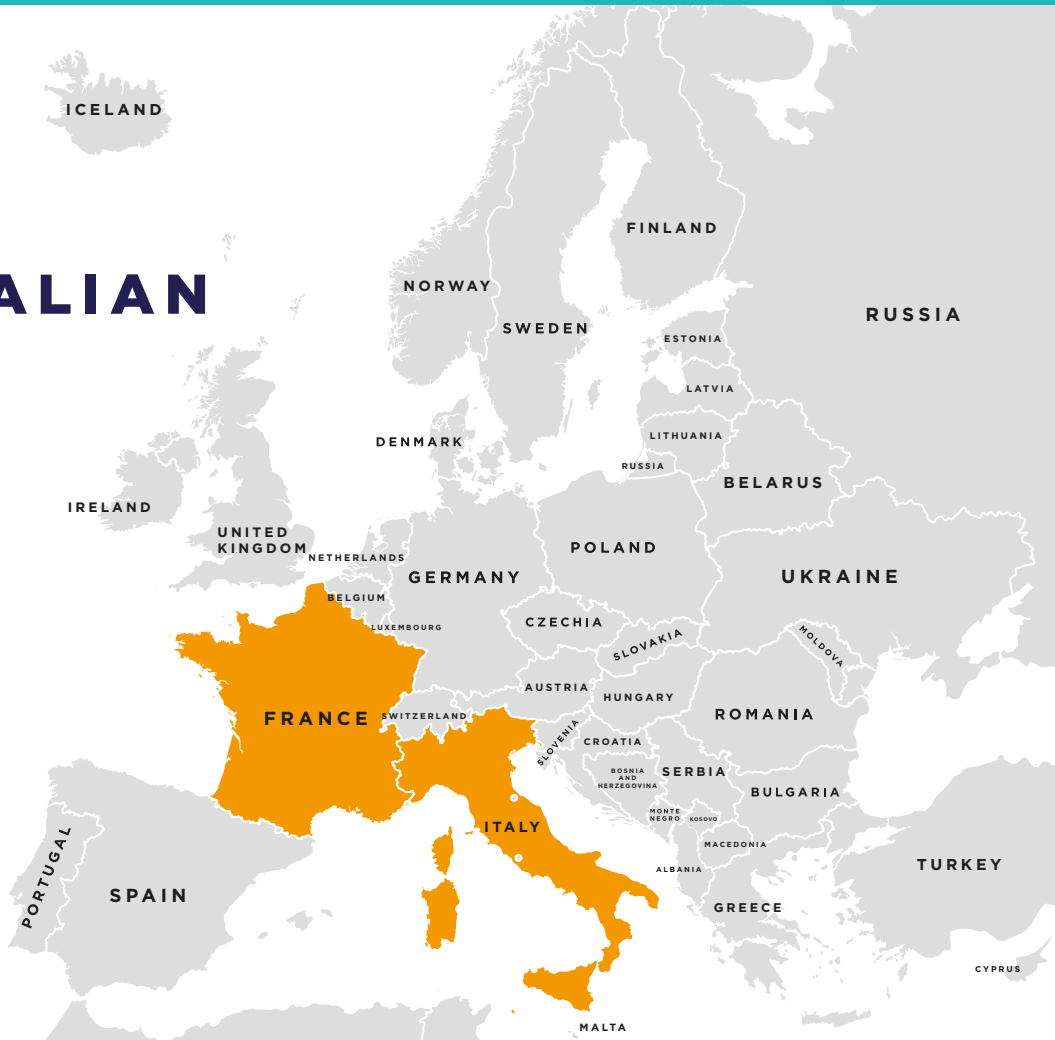 ICELAND
FINLAND
ALIAN
NORWAY
RUSSIA
SWEDEN
ESTONIA
LATVIA
DENMARK
LITHUANIA
RUSSIA
BELARUS
IRELAND
UNITED
KINGDOM
NETHERLANDS
POLAND
GERMANY
UKRAINE
BELGIUM
CZECHIA
LUXEMBOURG
SLOVAKIA
MOLDOVA
AUSTRIA
HUNGARY
FRANCE
SWITZERLAND
ROMANIA
SLOVENIA
CROATIA
BOSNIA
AND
HERZEGOVINA
SERBIA
BULGARIA
MONTE
NEGRO
KOSOVO
ITALY
MACEDONIA
ALBANIA
TURKEY
PORTUGAL
SPAIN
GREECE
CYPRUS
MALTA